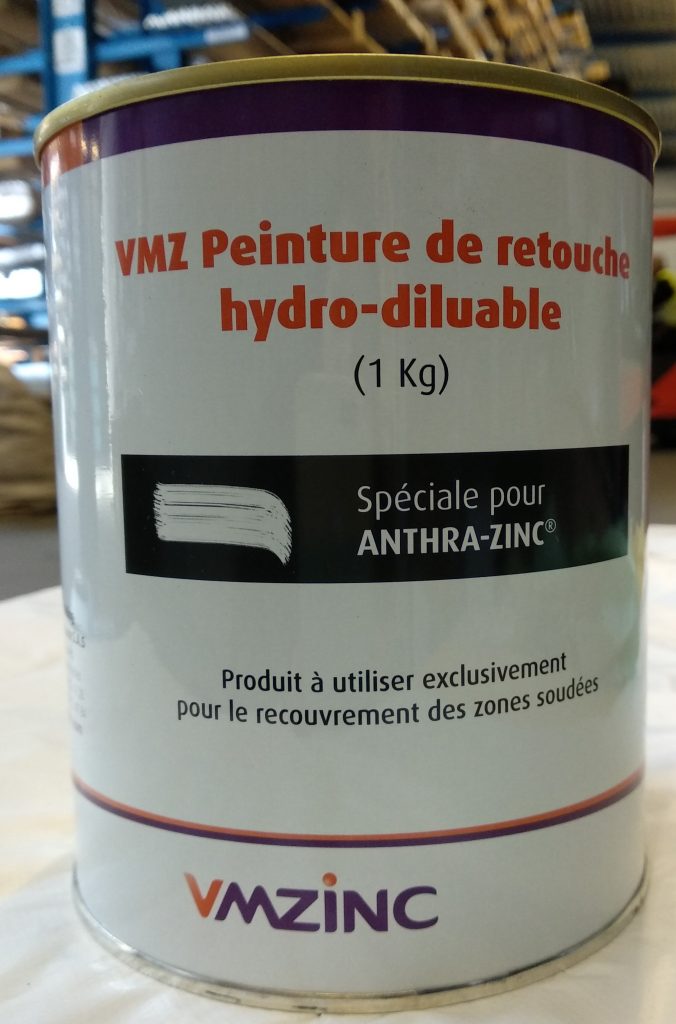 VMZ Peinture de retouche
hydro-diluable
(1 Kg)
Spéciale pour
ANTHRA-ZINC®
Produit à utiliser exclusivement
pour le recouvrement des zones soudées
VMZINC